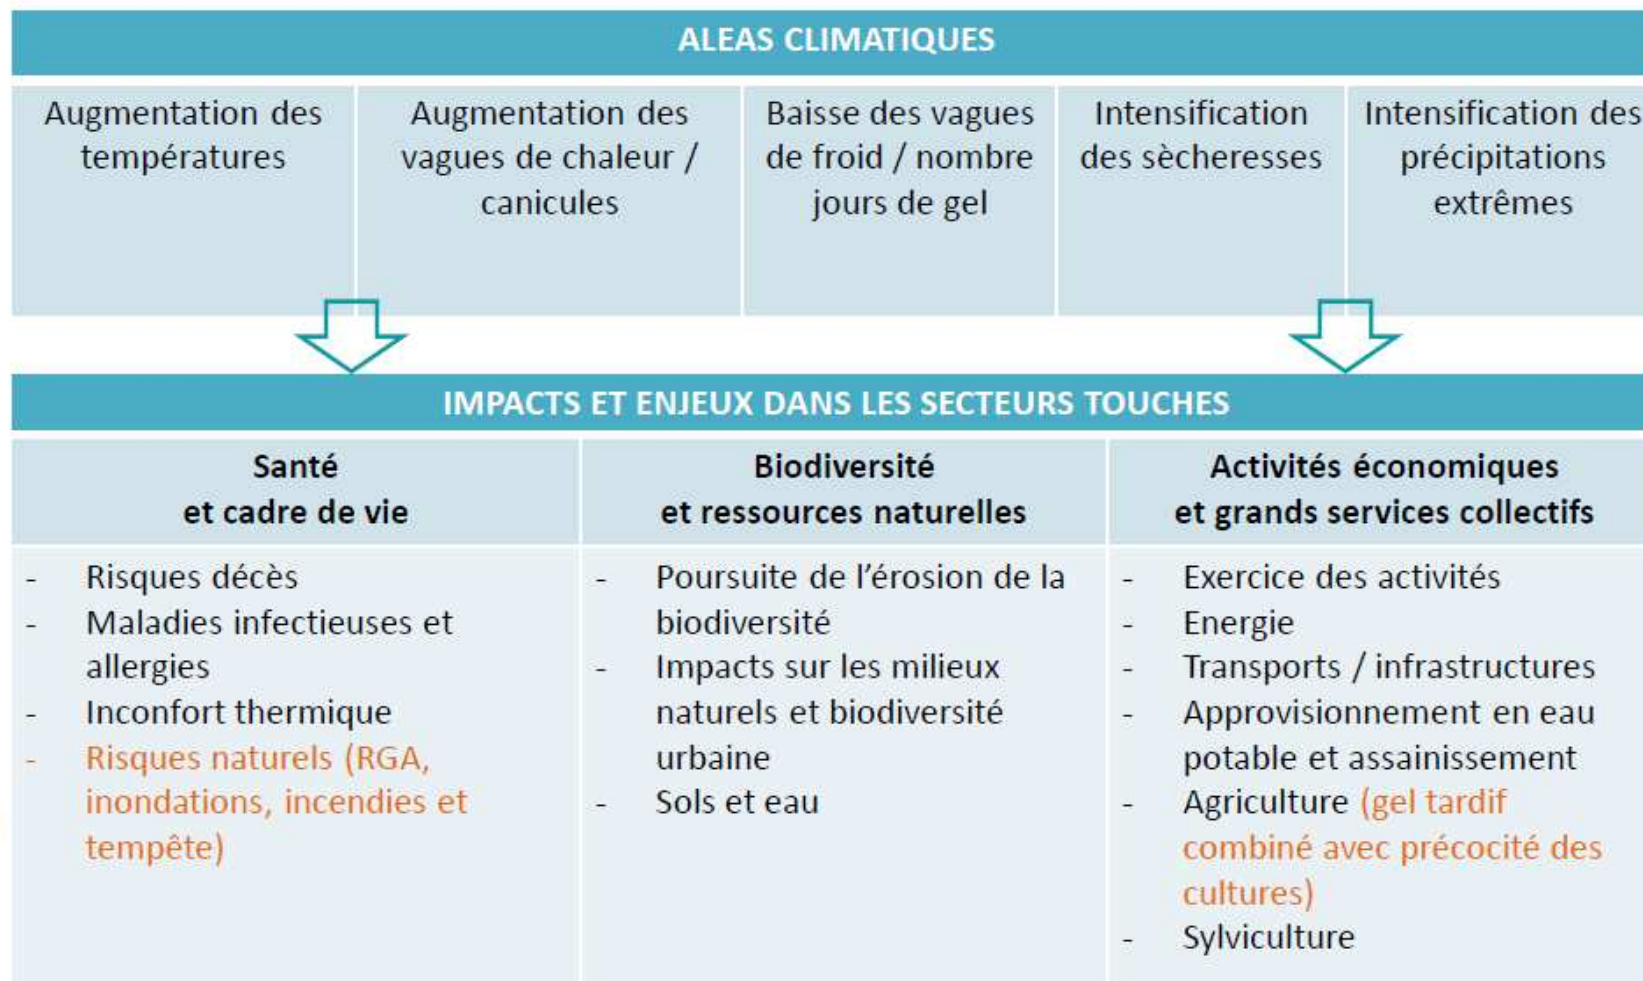 ALEAS CLIMATIQUES
Augmentation des
températures
Augmentation des
vagues de chaleur /
canicules
Baisse des vagues
de froid / nombre
jours de gel
Intensification
des sècheresses
Intensification des
précipitations
extrêmes
IMPACTS ET ENJEUX DANS LES SECTEURS TOUCHES
Santé
et cadre de vie
- Risques décès
- Maladies infectieuses et
allergies
- Inconfort thermique
- Risques naturels (RGA,
inondations, incendies et
tempête)
Biodiversité
et ressources naturelles
- Poursuite de l’érosion de la
biodiversité
- Impacts sur les milieux
naturels et biodiversité
urbaine
- Sols et eau
Activités économiques
et grands services collectifs
- Exercice des activités
- Energie
- Transports / infrastructures
- Approvisionnement en eau
potable et assainissement
- Agriculture (gel tardif
combiné avec précocité des
cultures)
- Sylviculture